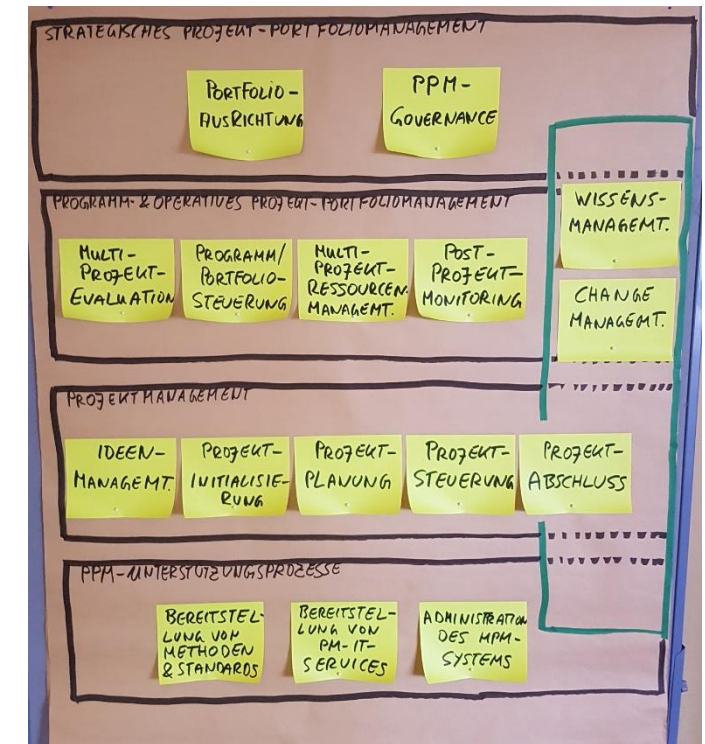 STRATEGISCHES PROJEKT-PORTFOLIOMANAGEMENT
PORTFOLIO-
AUSRICHTUNG
PPM-
GOVERNANCE
PROGRAMM- & OPERATIVES PROJEKT-PORTFOLIOMANAGEMENT
MULTI-
PROJEKT-
EVALUATION
PROGRAMM/
PORTFOLIO-
STEUERUNG
MULTI-
PROJEKT-
RESSOURCEN.
MANAGEMT.
POST-
PROJEKT-
MONITORING
WISSENS-
MANAGEMT.
CHANGE
MANAGEMT.
PROJEKTMANAGEMENT
IDEEN-
MANAGEMT.
PROJEKT-
INITIALISIE-
RUNG
PROJEKT-
PLANUNG
PROJEKT-
STEUERUNG
PROJEKT-
ABSCHLUSS
PPM-UNTERSTÜTZUNGSPROZESSE
BEREITSTEL-
LUNG VON
METHODEN
& STANDARDS
BEREITSTEL-
LUNG VON
PM-IT-
SERVICES
ADMINISTRATION
DES MPM-
SYSTEMS